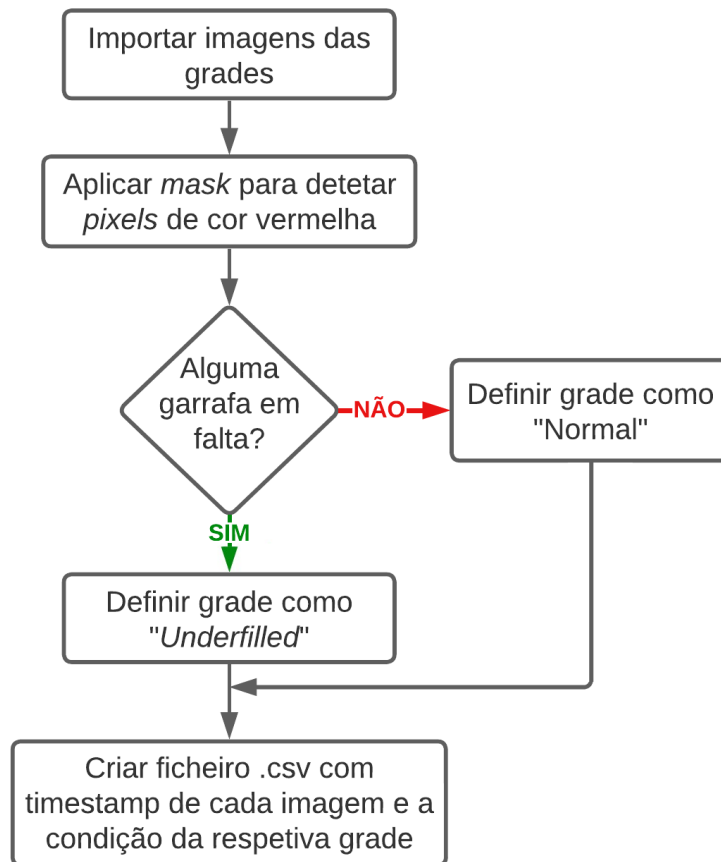 Importar imagens das
grades
Aplicar mask para detetar
pixels de cor vermelha
Alguma
garrafa em
falta?
NÃO
Definir grade como
"Normal"
SIM
Definir grade como
"Underfilled"
Criar ficheiro .csv com
timestamp de cada imagem e a
condição da respetiva grade